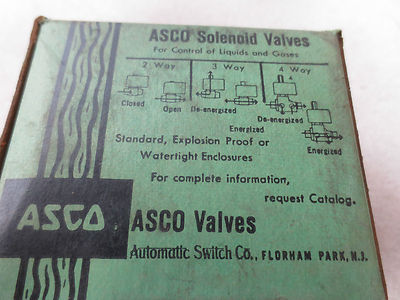 ASCO Solenoid Valves
For Control of Liquids and Gases
2 Way 3 Way 4 Way
Closed Open De-energized Energized De-energized Energized
Standard, Explosion Proof or
Watertight Enclosures
For complete information,
request Catalog.
ASCO
ASCO Valves
Automatic Switch Co., FLORHAM PARK, N.J.